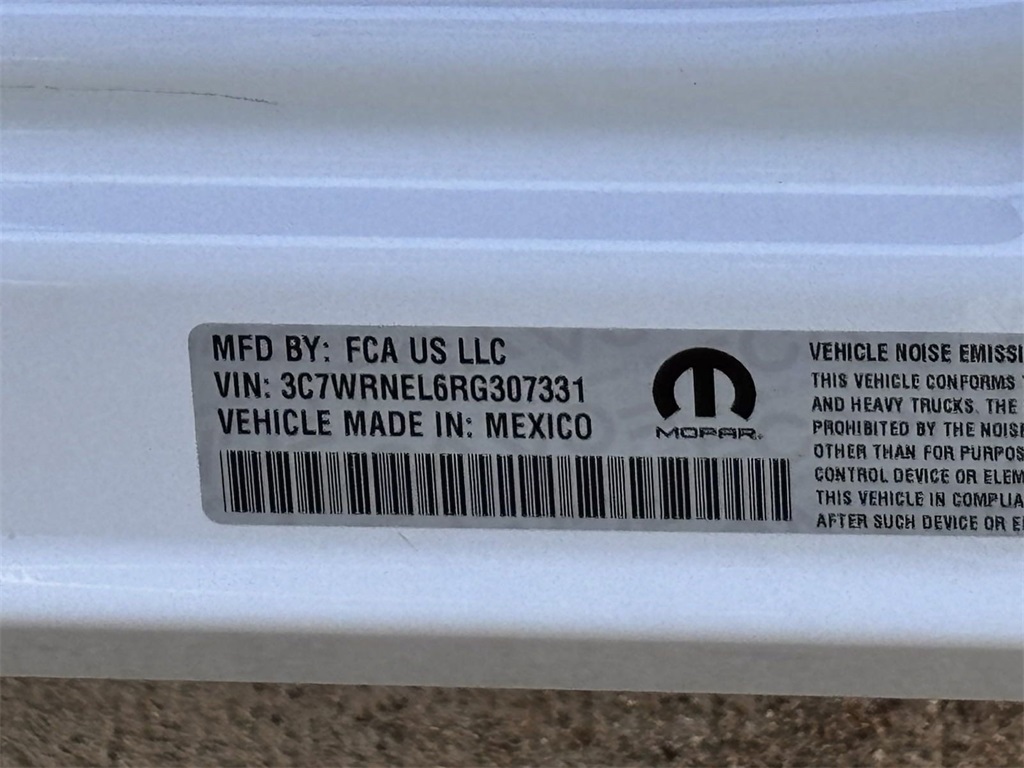 MFD BY: FCA US LLC
VIN: 3C7WRNEL6RG307331
VEHICLE MADE IN: MEXICO
MOPAR
VEHICLE NOISE EMISSI
THIS VEHICLE CONFORMS
AND HEAVY TRUCKS. THE
PROHIBITED BY THE NOISE
OTHER THAN FOR PURPOS
CONTROL DEVICE OR ELEM
THIS VEHICLE IN COMPLIA
AFTER SUCH DEVICE OR